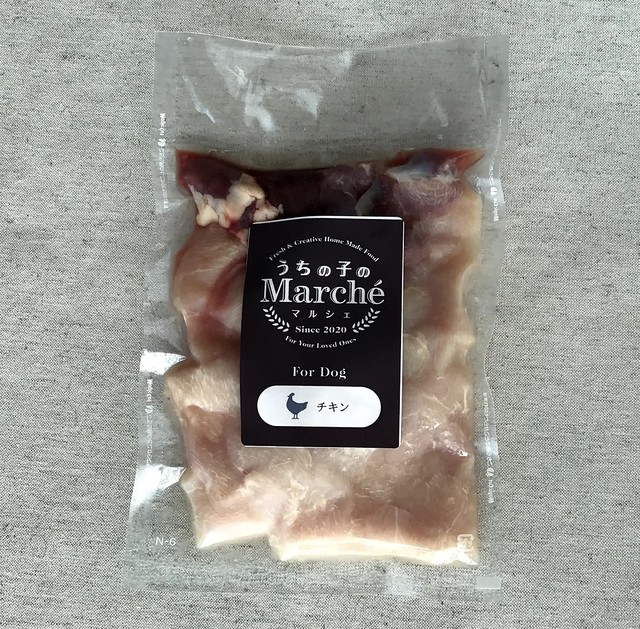 Fresh & Creative Home Made Food
うちの子の
Marché
マルシェ
Since 2020
For Your Loved Ones
For Dog
チキン
N-6